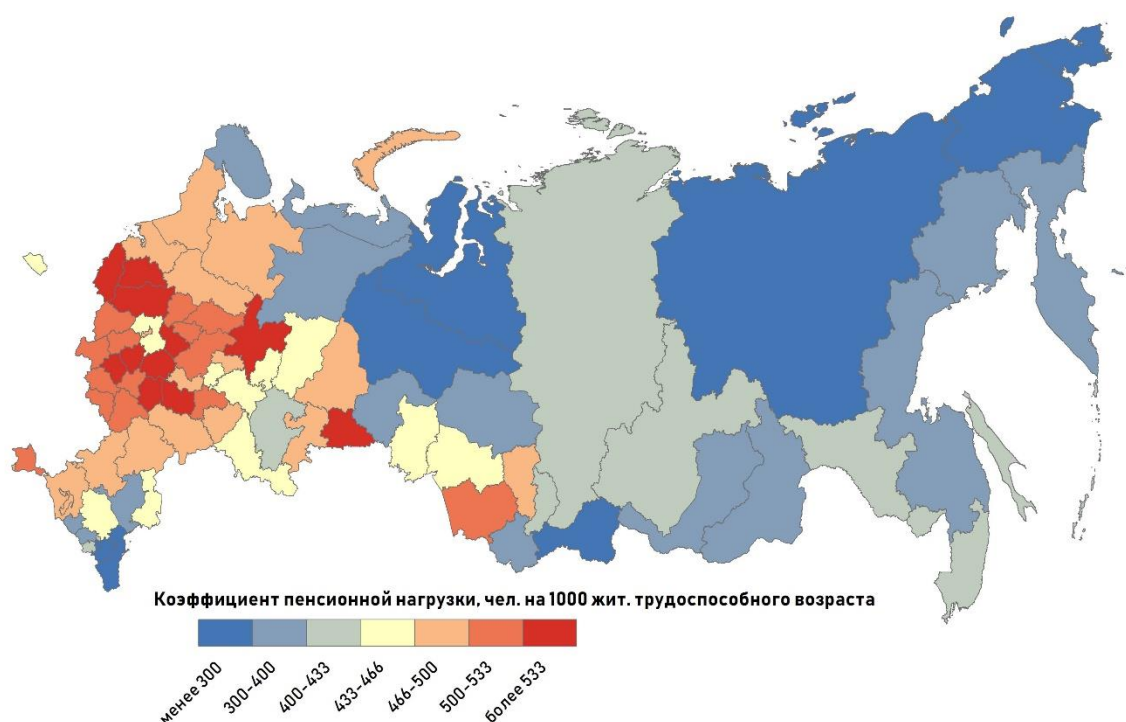 Коэффициент пенсионной нагрузки, чел. на 1000 жит. трудоспособного возраста
менее 300
300-400
400-433
433-466
466-500
500-533
более 533